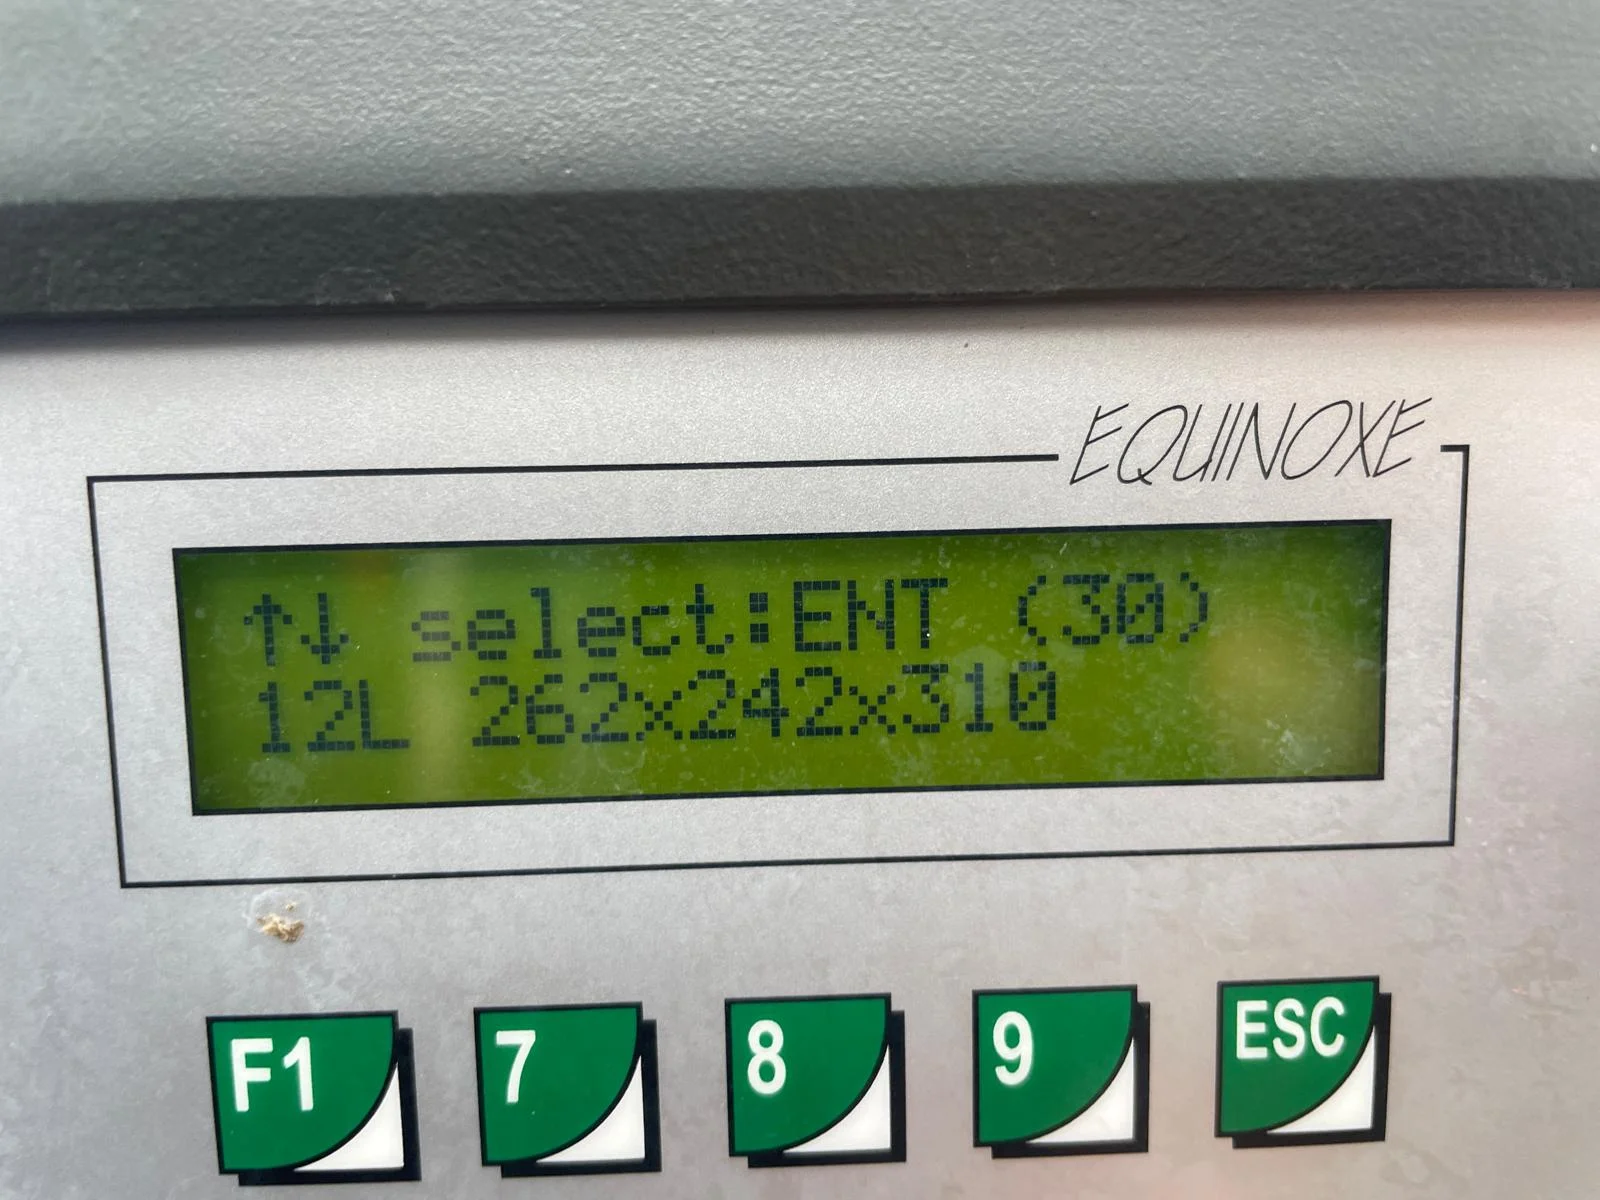 EQUINOXE
↑↓ select:ENT (30)
12L 262x242x310
F1 7 8 9 ESC